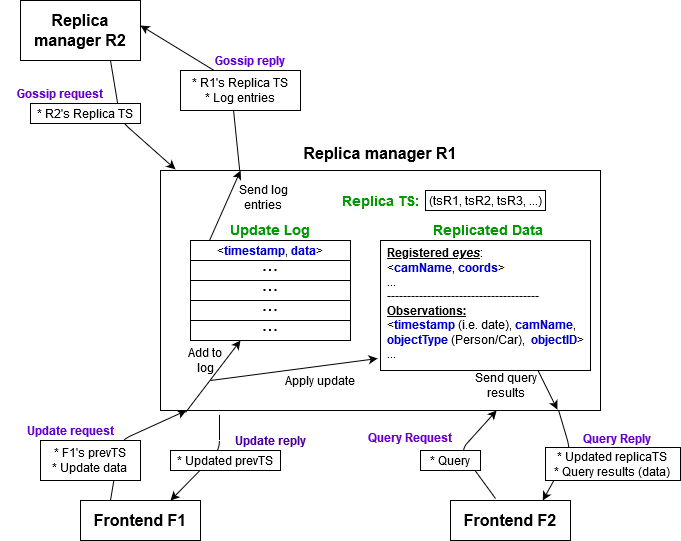 Replica
manager R2
Gossip reply
* R1's Replica TS
* Log entries
Gossip request
* R2's Replica TS
Replica manager R1
Send log
entries
Replica TS:
(tsR1, tsR2, tsR3, ...)
Update Log
<timestamp, data>
...
...
...
...
Replicated Data
Registered eyes:
<camName, coords>
...
--------------------------------------
Observations:
<timestamp (i.e. date), camName,
objectType (Person/Car), objectID>
...
Add to
log
Apply update
Send query
results
Update request
* F1's prevTS
* Update data
Update reply
* Updated prevTS
Query Request
* Query
Query Reply
* Updated replicaTS
* Query results (data)
Frontend F1
Frontend F2